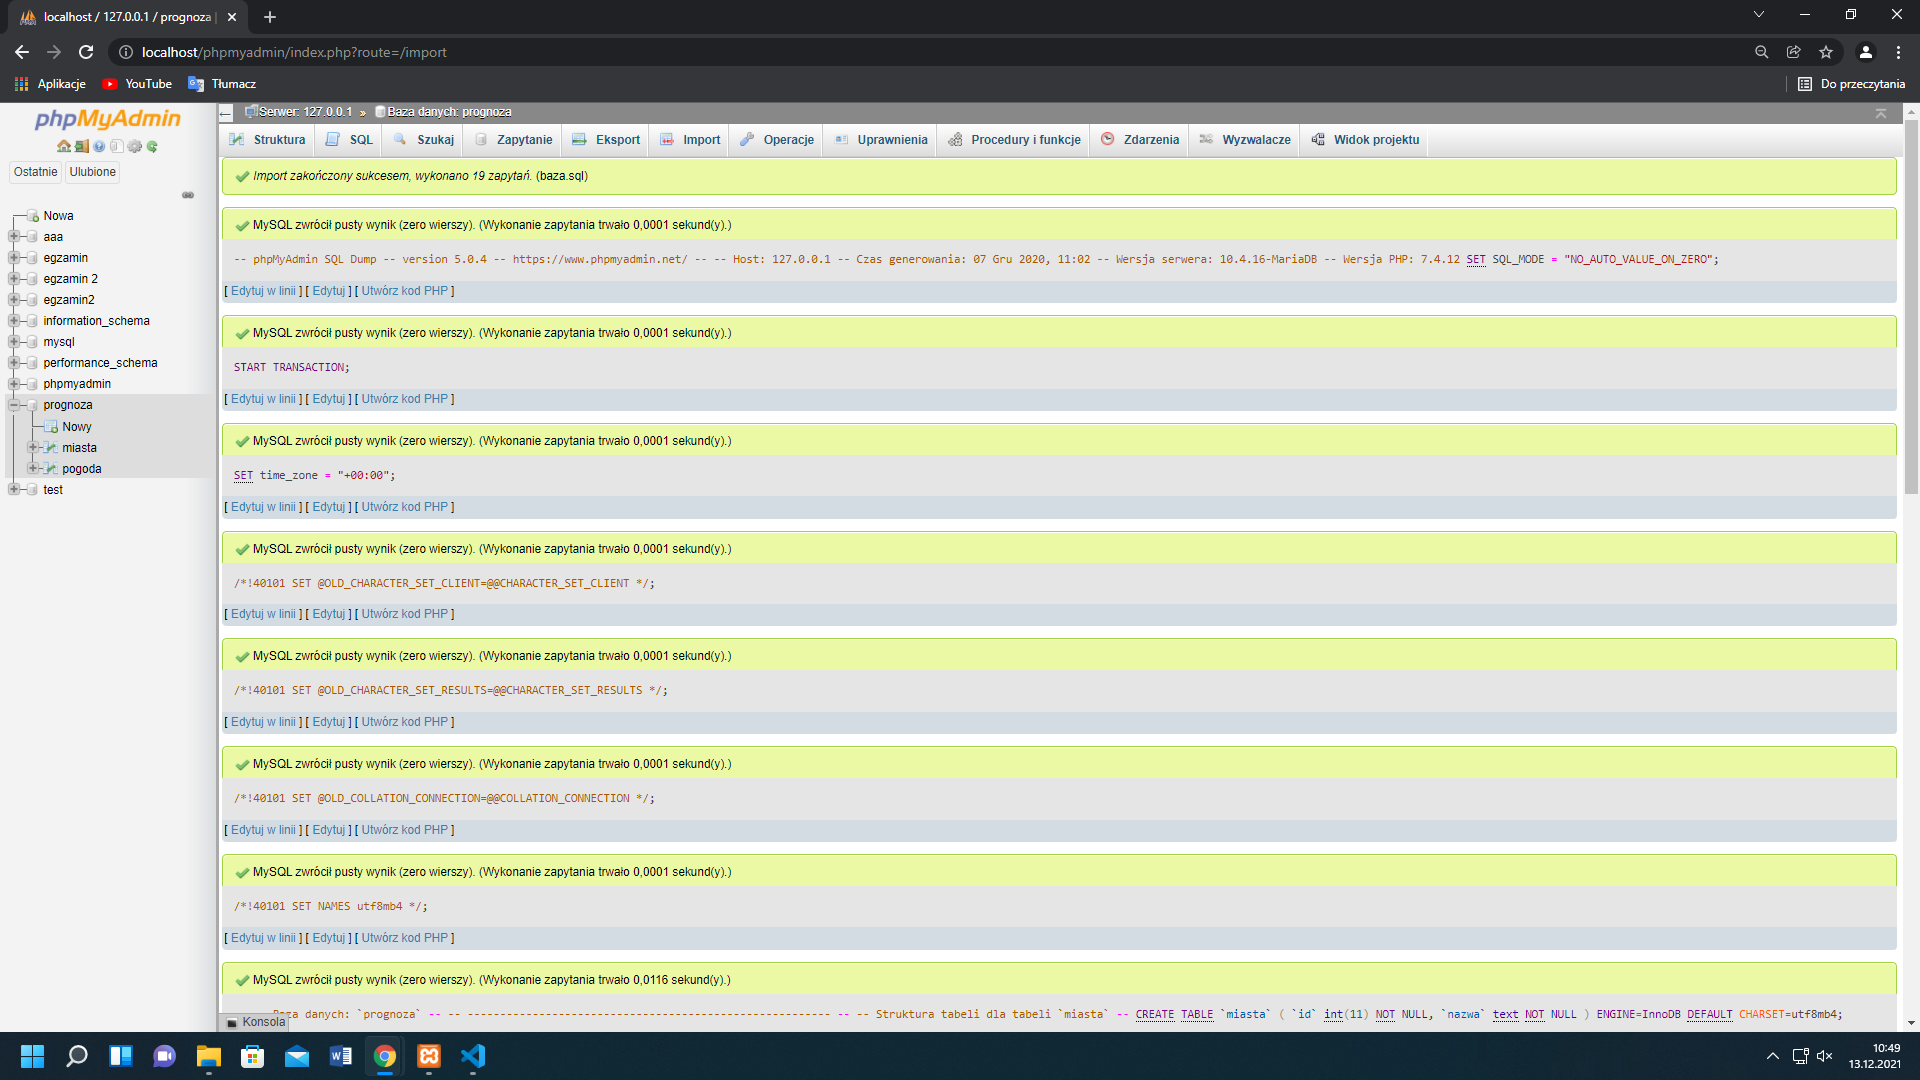 localhost / 127.0.0.1 / prognoza |
localhost/phpmyadmin/index.php?route=/import
Aplikacje YouTube Tłumacz Do przeczytania
phpMyAdmin
Ostatnie Ulubione
Nowa
aaa
egzamin
egzamin 2
egzamin2
information_schema
mysql
performance_schema
phpmyadmin
prognoza
Nowy
miasta
pogoda
test
Serwer: 127.0.0.1 » Baza danych: prognoza
Struktura SQL Szukaj Zapytanie Eksport Import Operacje Uprawnienia Procedury i funkcje Zdarzenia Wyzwalacze Widok projektu
Import zakończony sukcesem, wykonano 19 zapytań. (baza.sql)
MySQL zwrócił pusty wynik (zero wierszy). (Wykonanie zapytania trwało 0,0001 sekund(y).)
-- phpMyAdmin SQL Dump -- version 5.0.4 -- https://www.phpmyadmin.net/ -- -- Host: 127.0.0.1 -- Czas generowania: 07 Gru 2020, 11:02 -- Wersja serwera: 10.4.16-MariaDB -- Wersja PHP: 7.4.12 SET SQL_MODE = "NO_AUTO_VALUE_ON_ZERO";
[ Edytuj w linii ] [ Edytuj ] [ Utwórz kod PHP ]
MySQL zwrócił pusty wynik (zero wierszy). (Wykonanie zapytania trwało 0,0001 sekund(y).)
START TRANSACTION;
[ Edytuj w linii ] [ Edytuj ] [ Utwórz kod PHP ]
MySQL zwrócił pusty wynik (zero wierszy). (Wykonanie zapytania trwało 0,0001 sekund(y).)
SET time_zone = "+00:00";
[ Edytuj w linii ] [ Edytuj ] [ Utwórz kod PHP ]
MySQL zwrócił pusty wynik (zero wierszy). (Wykonanie zapytania trwało 0,0001 sekund(y).)
/*!40101 SET @OLD_CHARACTER_SET_CLIENT=@@CHARACTER_SET_CLIENT */;
[ Edytuj w linii ] [ Edytuj ] [ Utwórz kod PHP ]
MySQL zwrócił pusty wynik (zero wierszy). (Wykonanie zapytania trwało 0,0001 sekund(y).)
/*!40101 SET @OLD_CHARACTER_SET_RESULTS=@@CHARACTER_SET_RESULTS */;
[ Edytuj w linii ] [ Edytuj ] [ Utwórz kod PHP ]
MySQL zwrócił pusty wynik (zero wierszy). (Wykonanie zapytania trwało 0,0001 sekund(y).)
/*!40101 SET @OLD_COLLATION_CONNECTION=@@COLLATION_CONNECTION */;
[ Edytuj w linii ] [ Edytuj ] [ Utwórz kod PHP ]
MySQL zwrócił pusty wynik (zero wierszy). (Wykonanie zapytania trwało 0,0001 sekund(y).)
/*!40101 SET NAMES utf8mb4 */;
[ Edytuj w linii ] [ Edytuj ] [ Utwórz kod PHP ]
MySQL zwrócił pusty wynik (zero wierszy). (Wykonanie zapytania trwało 0,0116 sekund(y).)
Baza danych: `prognoza` -- -- -------------------------------------------------------- -- -- Struktura tabeli dla tabeli `miasta` -- CREATE TABLE `miasta` ( `id` int(11) NOT NULL, `nazwa` text NOT NULL ) ENGINE=InnoDB DEFAULT CHARSET=utf8mb4;
Konsola
10:49
13.12.2021